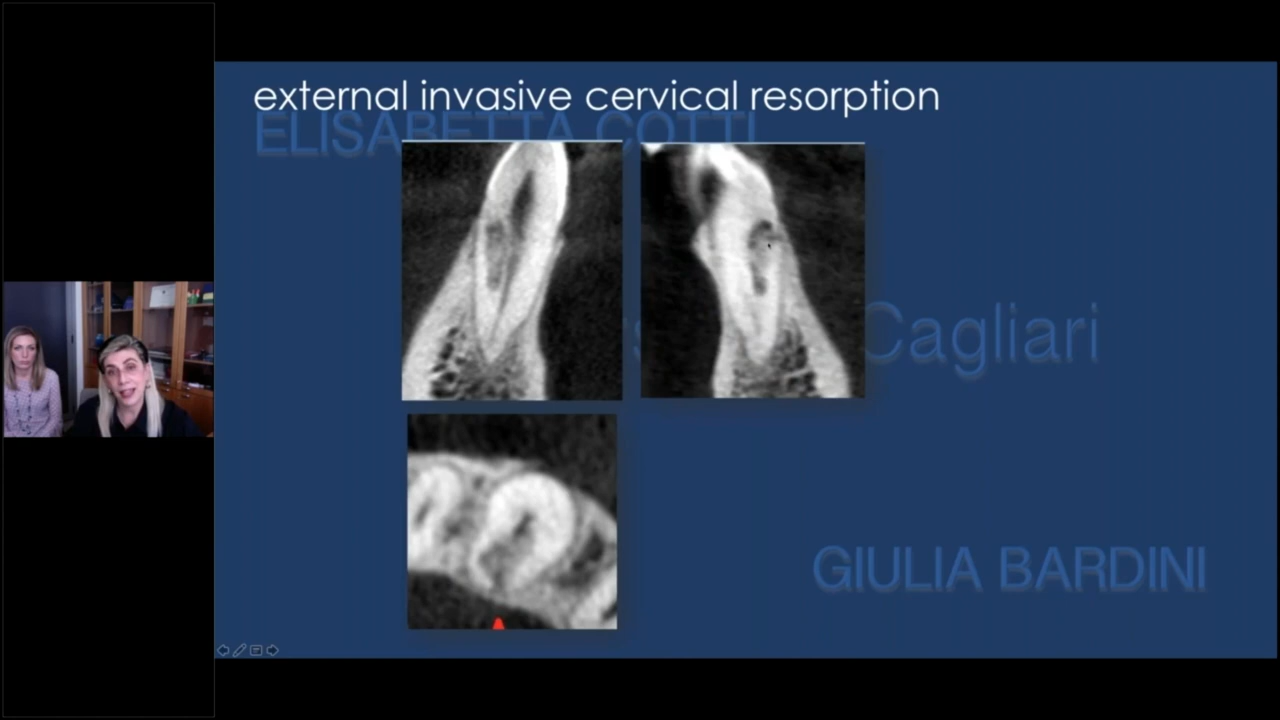 external invasive cervical resorption
ELISABETTA COTTI
Cagliari
GIULIA BARDINI